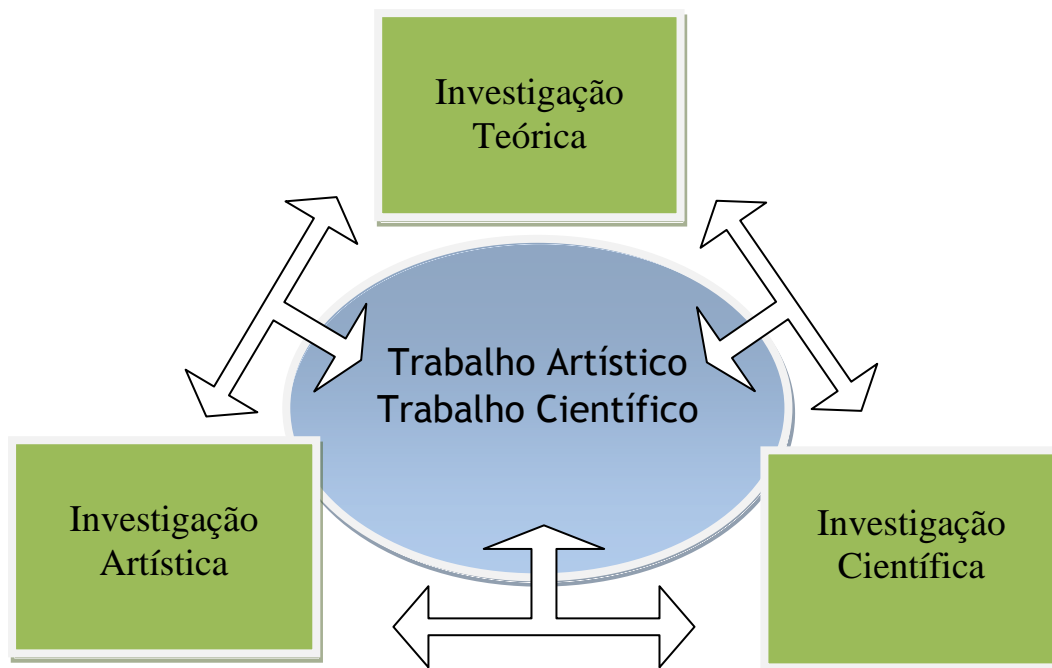 Investigação
Teórica
Trabalho Artístico
Trabalho Científico
Investigação
Artística
Investigação
Científica